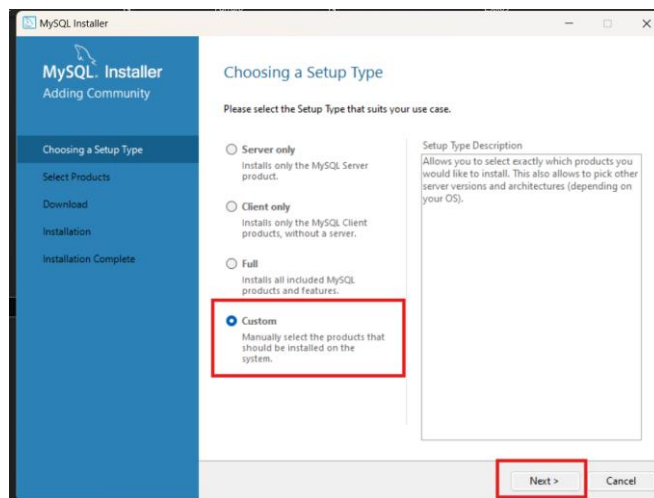 MySQL Installer
MySQL. Installer
Adding Community
Choosing a Setup Type
Select Products
Download
Installation
Installation Complete
Choosing a Setup Type
Please select the Setup Type that suits your use case.
Server only
Installs only the MySQL Server
product.
Client only
Installs only the MySQL Client
products, without a server.
Full
Installs all included MySQL
products and features.
Custom
Manually select the products that
should be installed on the
system.
Setup Type Description
Allows you to select exactly which products you
would like to install. This also allows to pick other
server versions and architectures (depending on
your OS).
Next >
Cancel